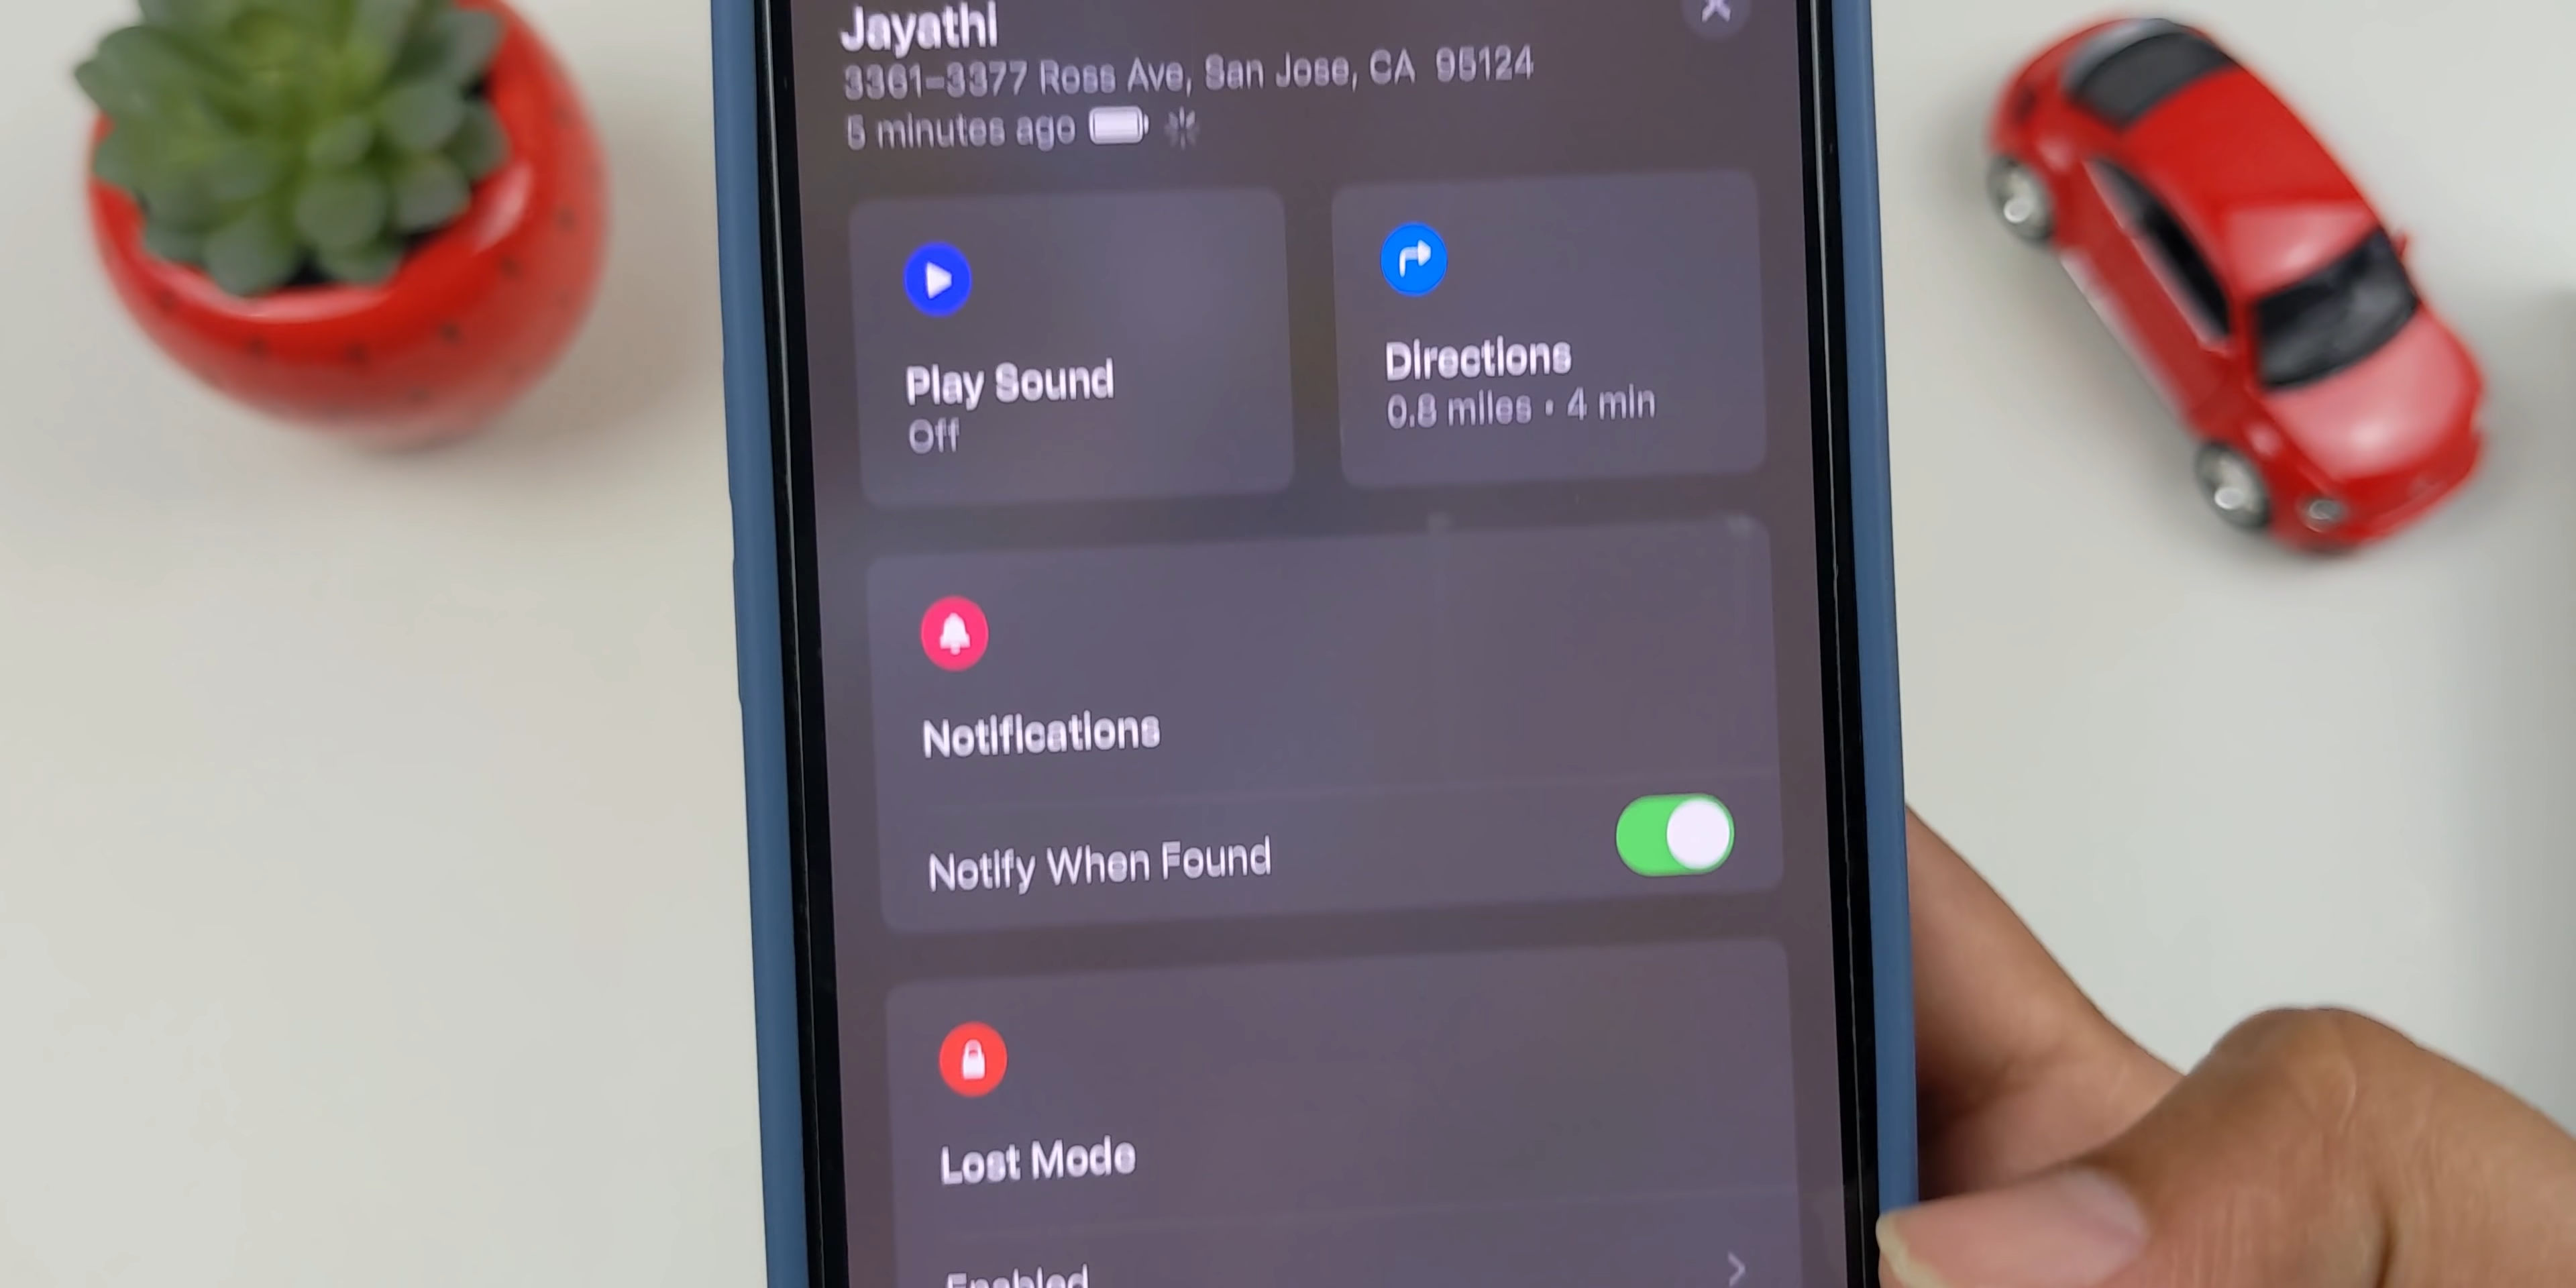 Jayathi
3361–3377 Ross Ave, San Jose, CA 95124
5 minutes ago
Play Sound
Off
Directions
0.8 miles • 4 min
Notifications
Notify When Found
Lost Mode
Enabled